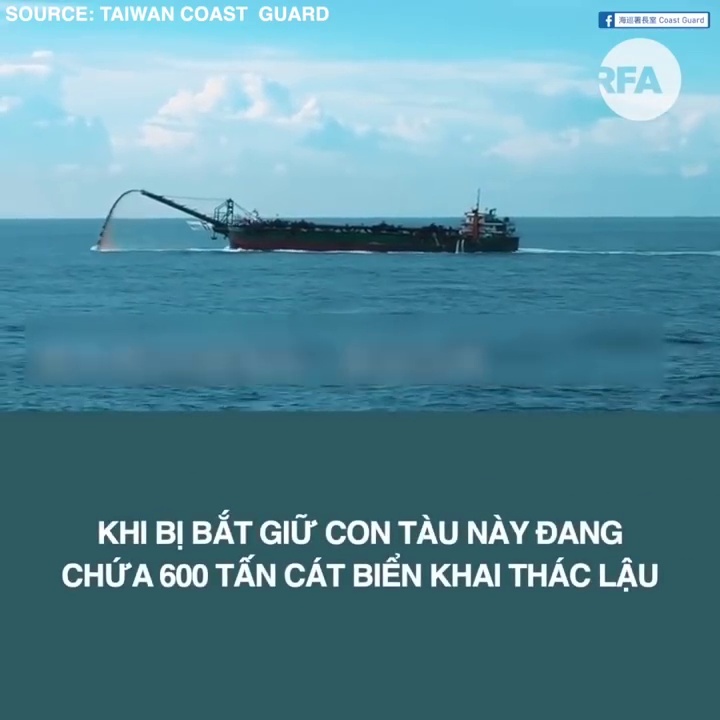 SOURCE: TAIWAN COAST GUARD
海巡署長室 Coast Guard
RFA
KHI BỊ BẮT GIỮ CON TÀU NÀY ĐANG
CHỨA 600 TẤN CÁT BIỂN KHAI THÁC LẬU